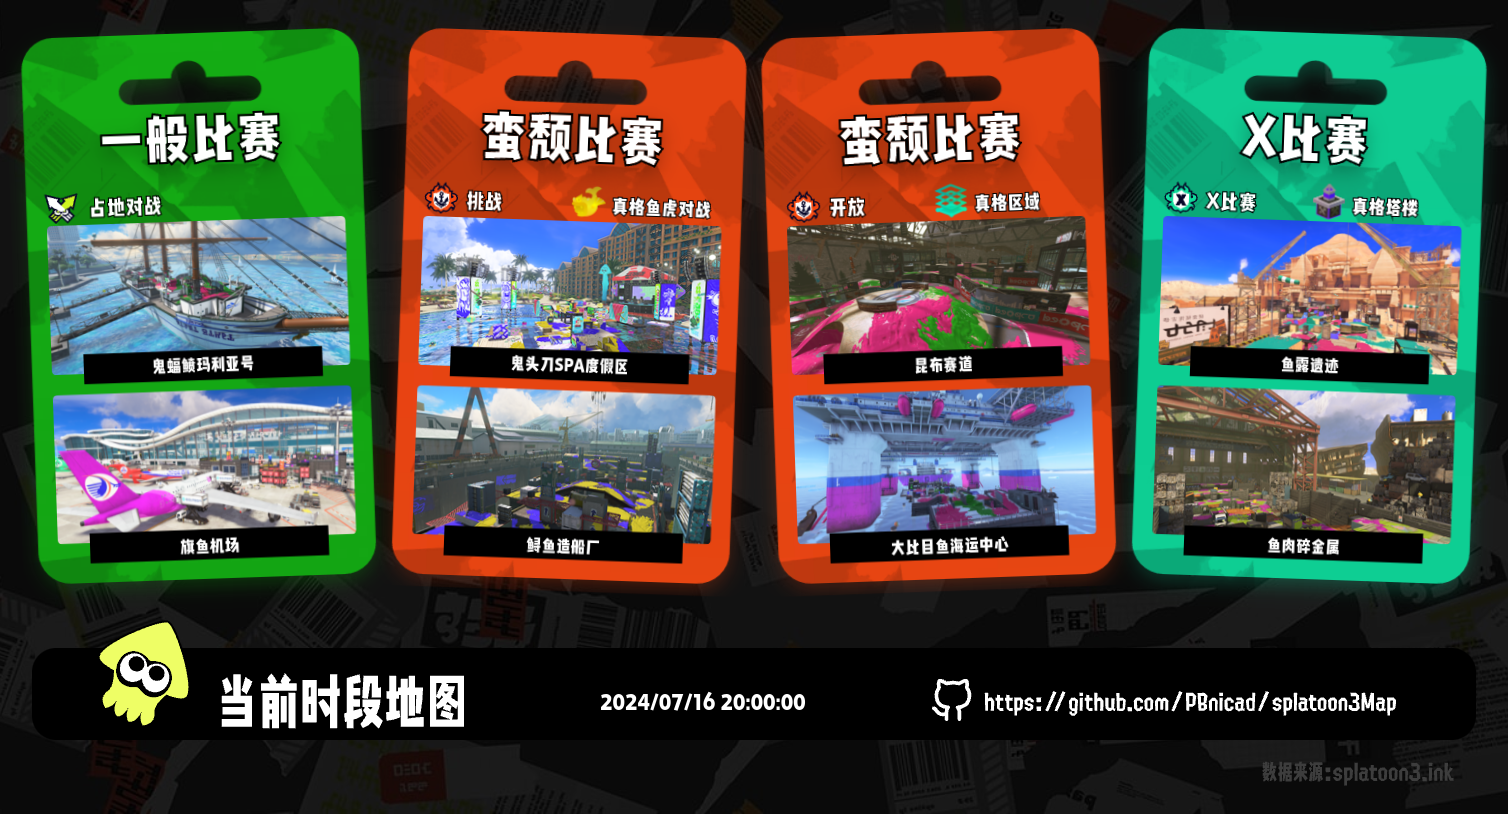 一般比赛
占地对战
鬼蝠鲼玛利亚号
旗鱼机场
蛮颓比赛
挑战
真格鱼虎对战
鬼头刀SPA度假区
鲟鱼造船厂
蛮颓比赛
开放
真格区域
昆布赛道
大比目鱼海运中心
X比赛
X比赛
真格塔楼
鱼露遗迹
鱼肉碎金属
当前时段地图
2024/07/16 20:00:00
https://github.com/PBnicad/splatoon3Map
数据来源:splatoon3.ink